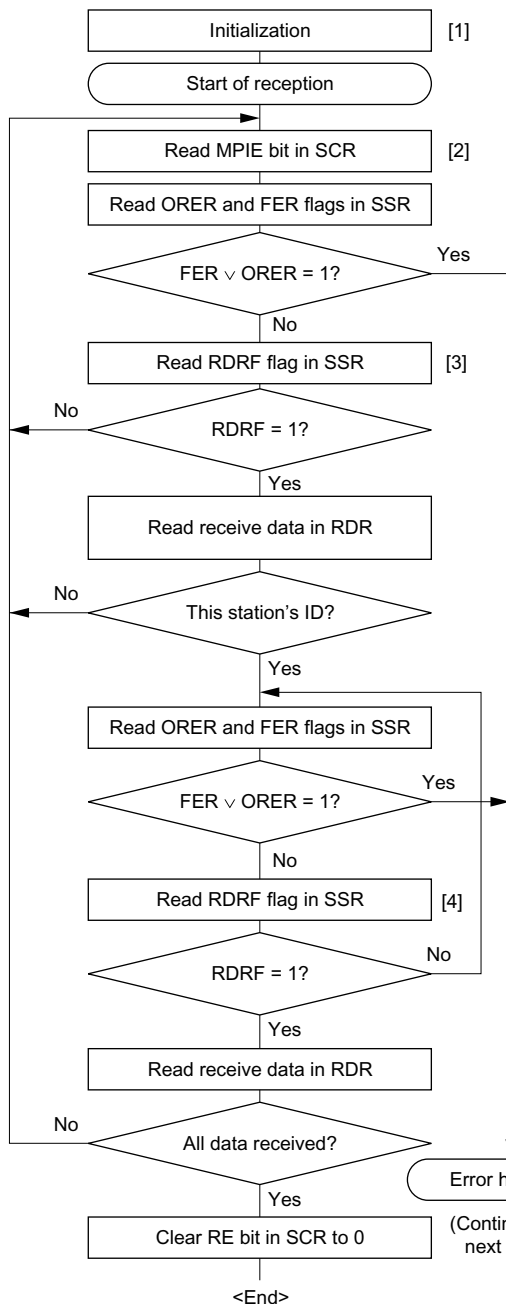 Initialization
[1]
Start of reception
Read MPIE bit in SCR
[2]
Read ORER and FER flags in SSR
Yes
FER ∨ ORER = 1?
No
Read RDRF flag in SSR
[3]
No
RDRF = 1?
Yes
Read receive data in RDR
No
This station's ID?
Yes
Read ORER and FER flags in SSR
Yes
FER ∨ ORER = 1?
No
Read RDRF flag in SSR
[4]
No
RDRF = 1?
Yes
Read receive data in RDR
No
All data received?
Error
Yes
Clear RE bit in SCR to 0
next
<End>